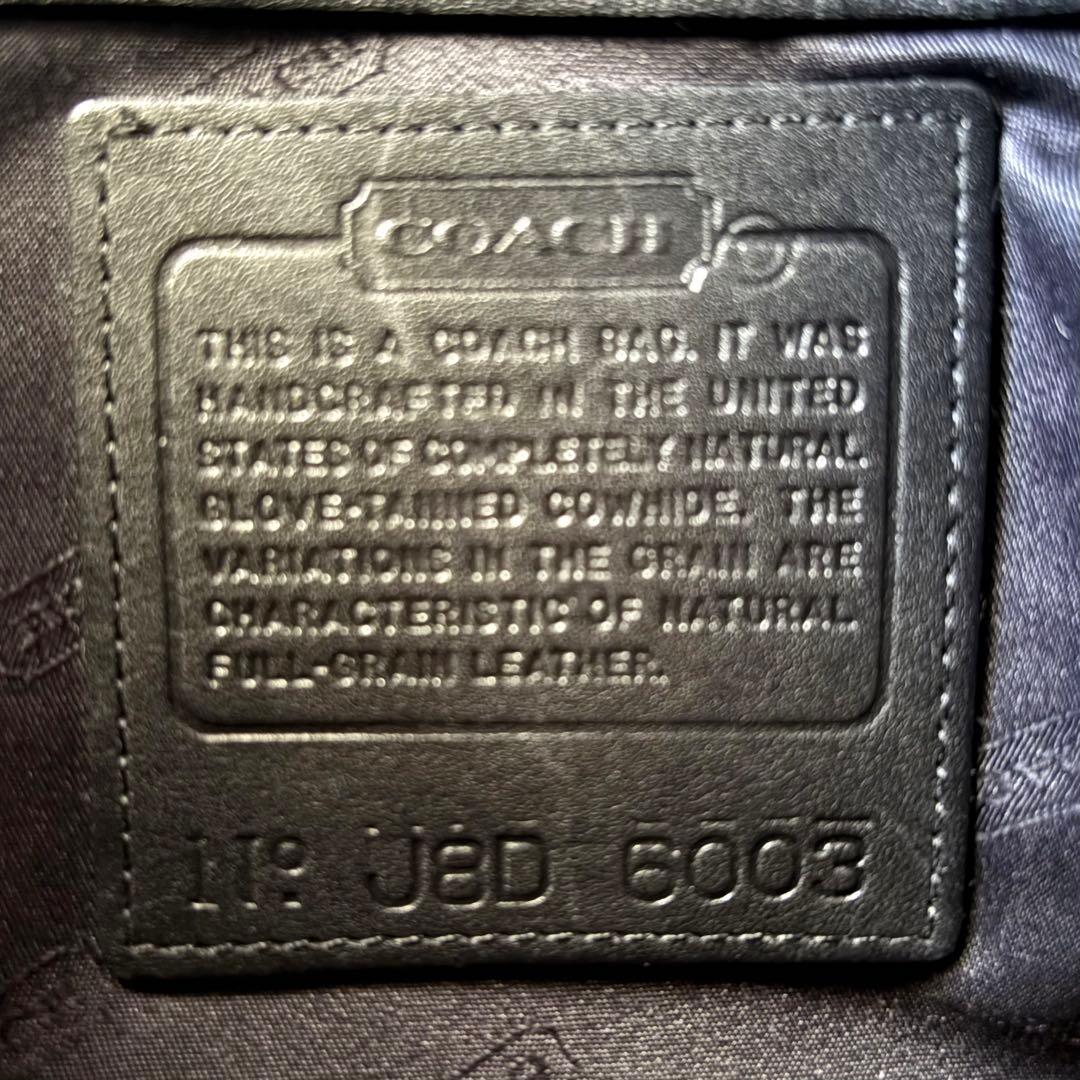 COACH
THIS IS A COACH BAG. IT WAS
HANDCRAFTED IN THE UNITED
STATES OF COMPLETELY NATURAL
GLOVE-TANNED COWHIDE. THE
VARIATIONS IN THE GRAIN ARE
CHARACTERISTIC OF NATURAL
FULL-GRAIN LEATHER.
Nº J8D 6003